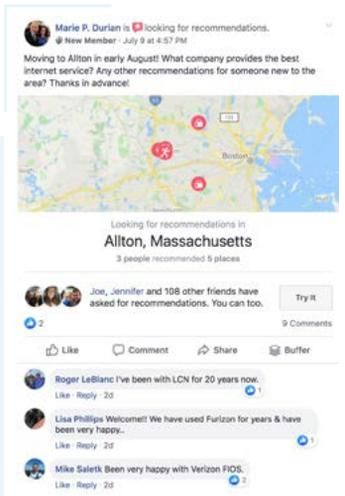 Marie P. Durian is looking for recommendations.
New Member · July 9 at 4:57 PM
Moving to Allton in early August! What company provides the best
internet service? Any other recommendations for someone new to the
area? Thanks in advance!
Boston
Looking for recommendations in
Allton, Massachusetts
3 people recommended 5 places
Joe, Jennifer and 108 other friends have
asked for recommendations. You can too.
Try It
2
9 Comments
Like
Comment
Share
Buffer
Roger LeBlanc I've been with LCN for 20 years now.
1
Like · Reply · 2d
Lisa Phillips Welcome!! We have used Furizon for years & have
been very happy..
1
Like · Reply · 2d
Mike Saletk Been very happy with Verizon FIOS.
2
Like · Reply · 2d